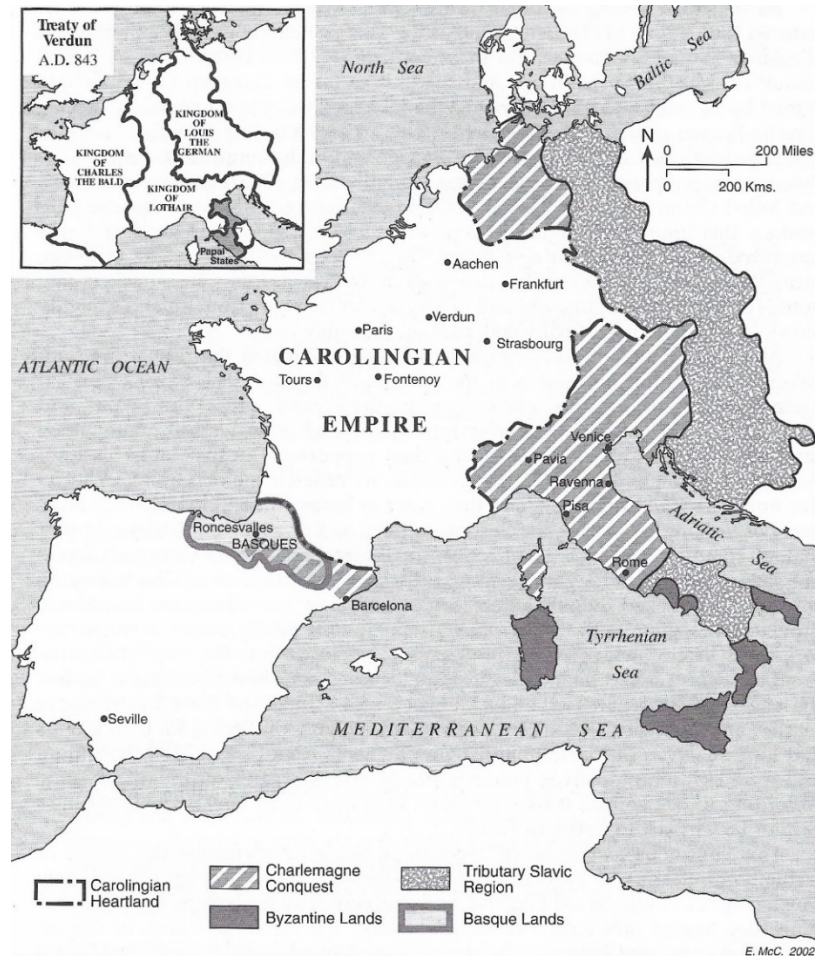 Treaty of
Verdun
A.D. 843
KINGDOM
OF
CHARLES
THE BALD
KINGDOM
OF LOUIS
THE
GERMAN
KINGDOM
OF
LOTHAIR
Papal
States
North Sea
Baltic Sea
N
0 200 Miles
0 200 Kms.
Aachen
Frankfurt
Verdun
Paris
Strasbourg
ATLANTIC OCEAN
CAROLINGIAN
Tours
Fontenoy
EMPIRE
Venice
Pavia
Ravenna
Pisa
Adriatic Sea
Roncesvalles
BASQUES
Rome
Barcelona
Tyrrhenian
Sea
Seville
MEDITERRANEAN SEA
Carolingian
Heartland
Charlemagne
Conquest
Tributary Slavic
Region
Byzantine Lands
Basque Lands
E. McC. 2002